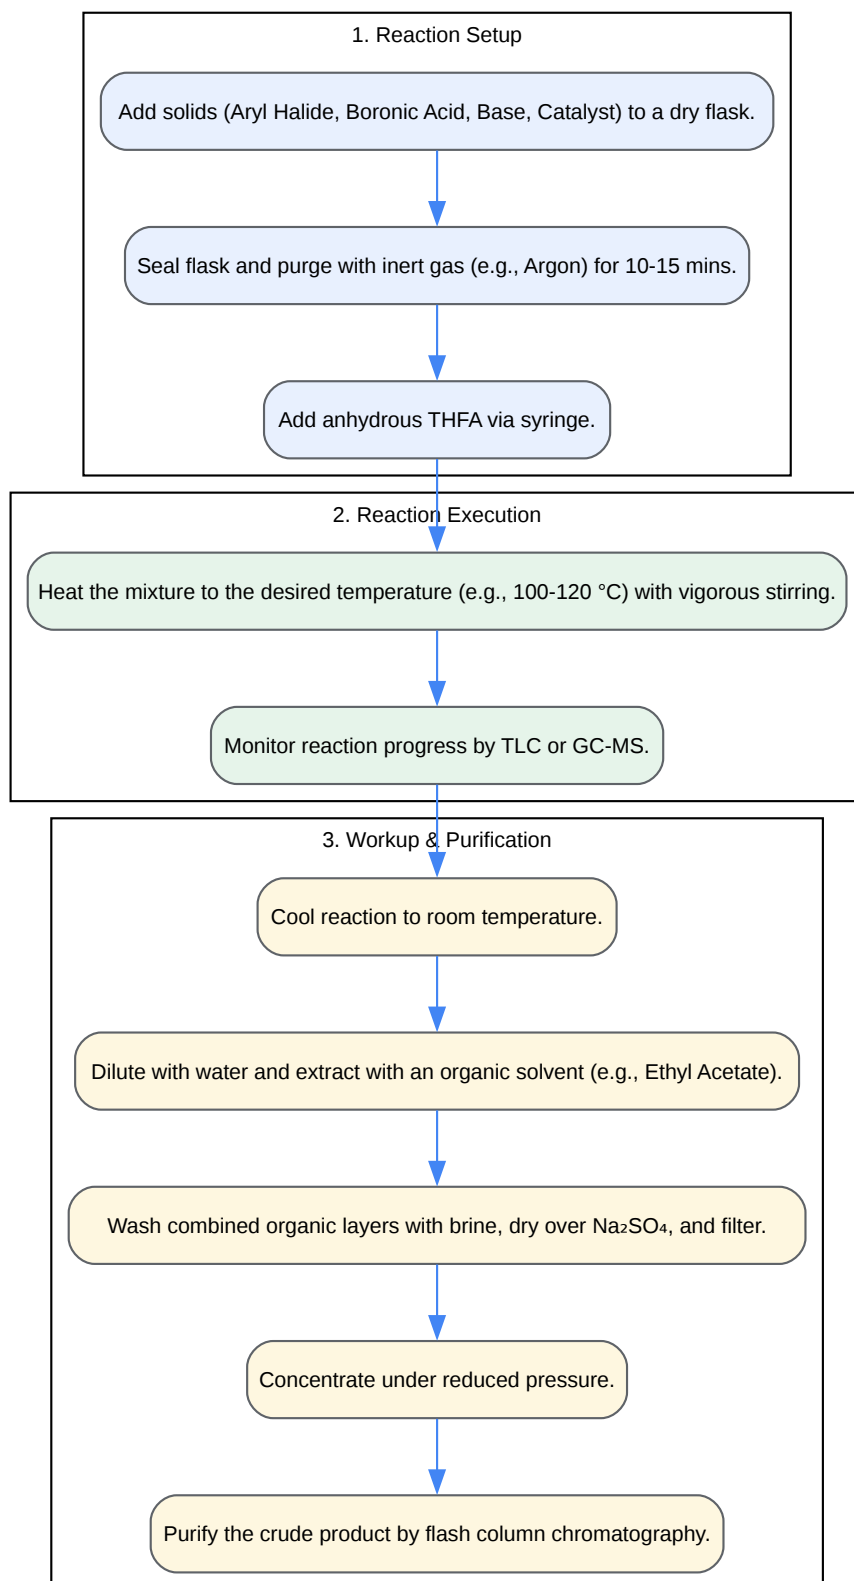 1. Reaction Setup
Add solids (Aryl Halide, Boronic Acid, Base, Catalyst) to a dry flask.
Seal flask and purge with inert gas (e.g., Argon) for 10-15 mins.
Add anhydrous THFA via syringe.
2. Reaction Execution
Heat the mixture to the desired temperature (e.g., 100-120 °C) with vigorous stirring.
Monitor reaction progress by TLC or GC-MS.
3. Workup & Purification
Cool reaction to room temperature.
Dilute with water and extract with an organic solvent (e.g., Ethyl Acetate).
Wash combined organic layers with brine, dry over Na₂SO₄, and filter.
Concentrate under reduced pressure.
Purify the crude product by flash column chromatography.